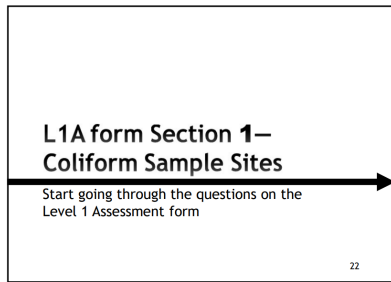 L1A form Section 1—
Coliform Sample Sites
Start going through the questions on the
Level 1 Assessment form
22